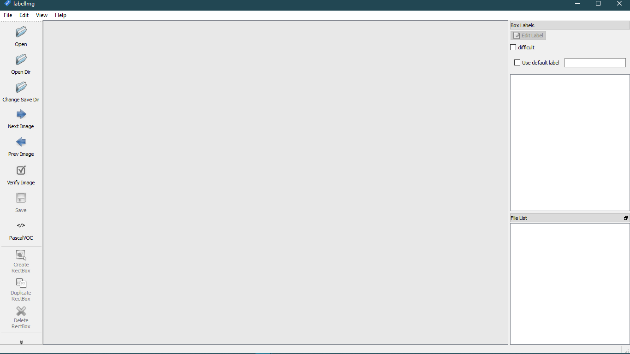 labelImg
File Edit View Help
Open
Open Dir
Change Save Dir
Next Image
Prev Image
Verify Image
Save
</>
PascalVOC
Create
RectBox
Duplicate
RectBox
Delete
RectBox
Box Labels
Edit Label
difficult
Use default label
File List